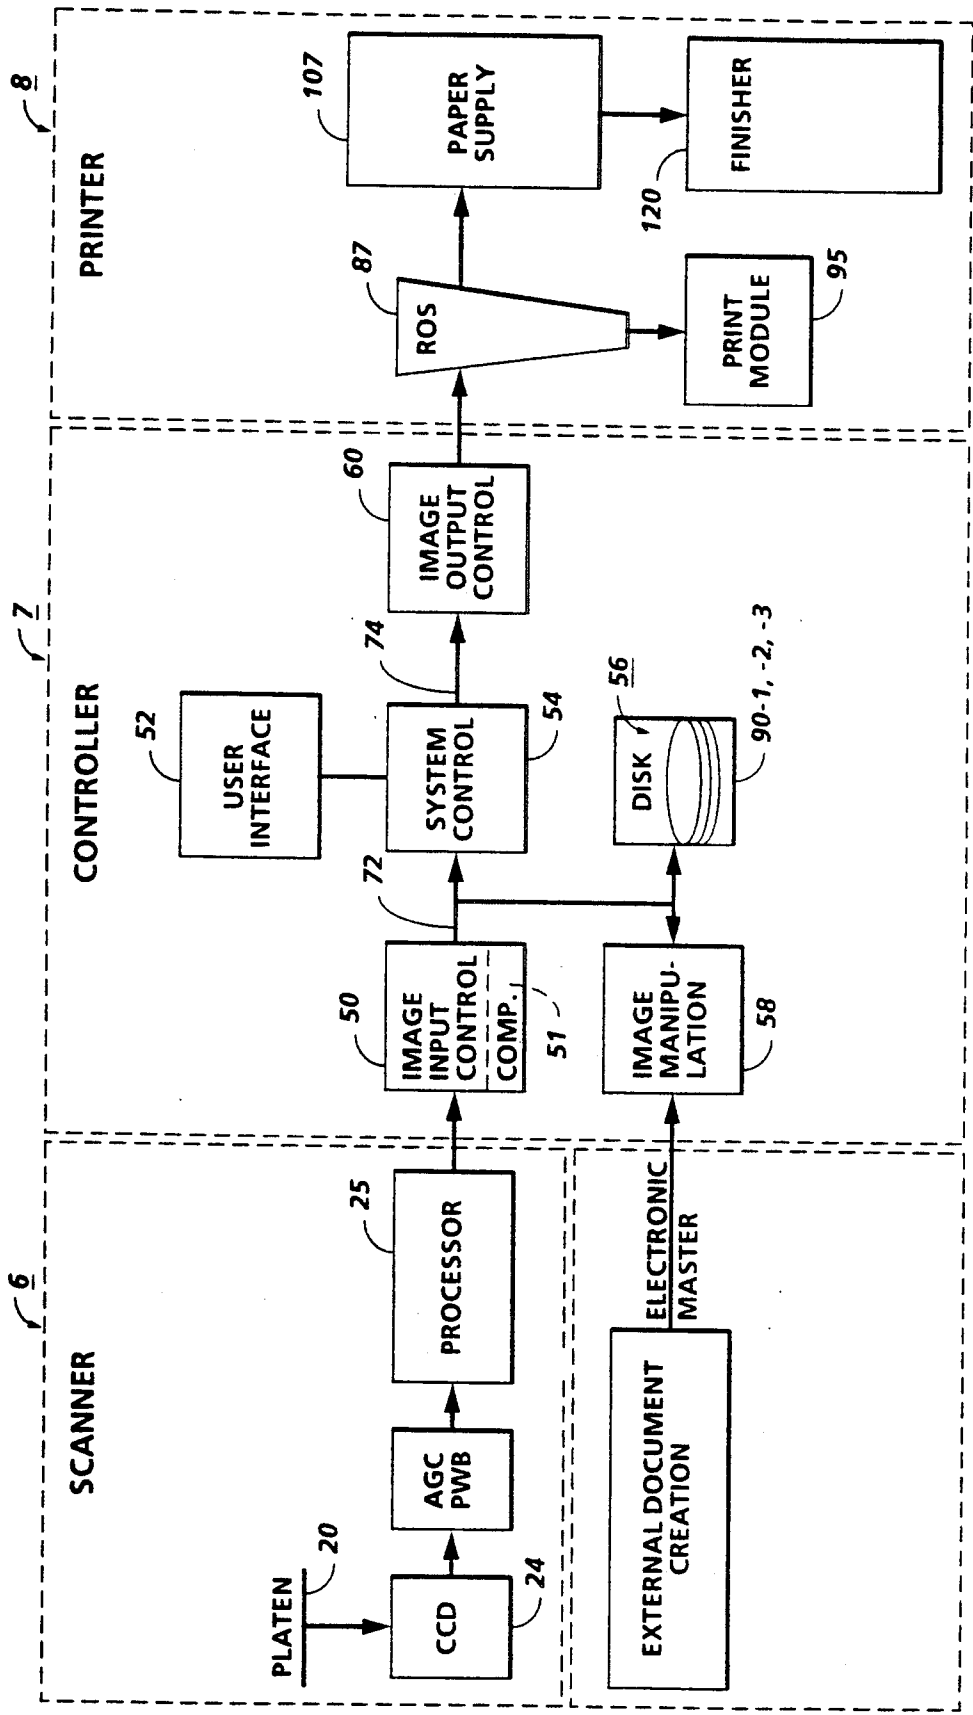 SCANNER
6
PLATEN
20
CCD
24
AGC
PWB
PROCESSOR
25
EXTERNAL DOCUMENT
CREATION
ELECTRONIC
MASTER
CONTROLLER
7
IMAGE
INPUT
CONTROL
COMP.
50
51
72
USER
INTERFACE
52
SYSTEM
CONTROL
54
74
IMAGE
OUTPUT
CONTROL
60
IMAGE
MANIPU-
LATION
58
DISK
56
90-1, -2, -3
PRINTER
8
ROS
87
PAPER
SUPPLY
107
PRINT
MODULE
95
FINISHER
120